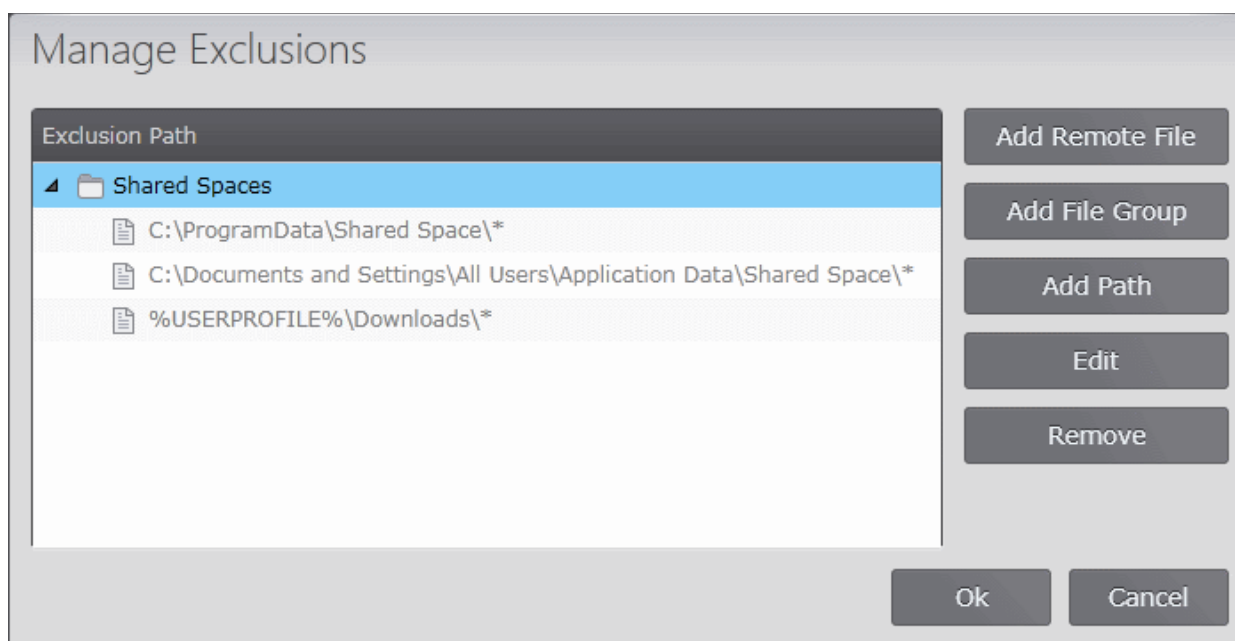 Manage Exclusions
Exclusion Path
Shared Spaces
C:\ProgramData\Shared Space\*
C:\Documents and Settings\All Users\Application Data\Shared Space\*
%USERPROFILE%\Downloads\*
Add Remote File
Add File Group
Add Path
Edit
Remove
Ok
Cancel